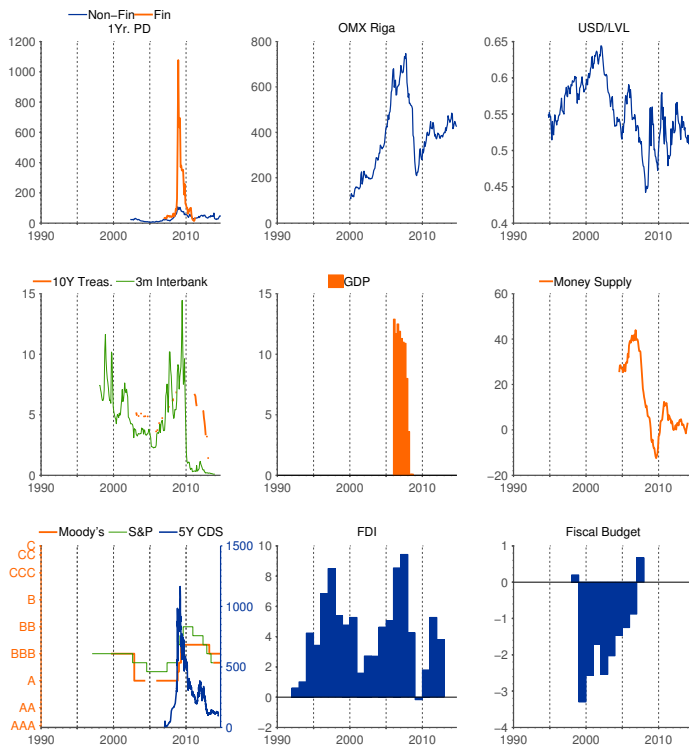 Non-Fin Fin
1Yr. PD
1200
1000
800
600
400
200
0
1990 2000 2010
OMX Riga
800
600
400
200
0
1990 2000 2010
USD/LVL
0.65
0.6
0.55
0.5
0.45
0.4
1990 2000 2010
10Y Treas. 3m Interbank
15
10
5
0
1990 2000 2010
GDP
15
10
5
0
1990 2000 2010
Money Supply
60
40
20
0
−20
1990 2000 2010
Moody's S&P 5Y CDS
C
CC
CCC
B
BB
BBB
A
AA
AAA
1500
1000
500
0
1990 2000 2010
FDI
10
8
6
4
2
0
−2
1990 2000 2010
Fiscal Budget
1
0
−1
−2
−3
−4
1990 2000 2010